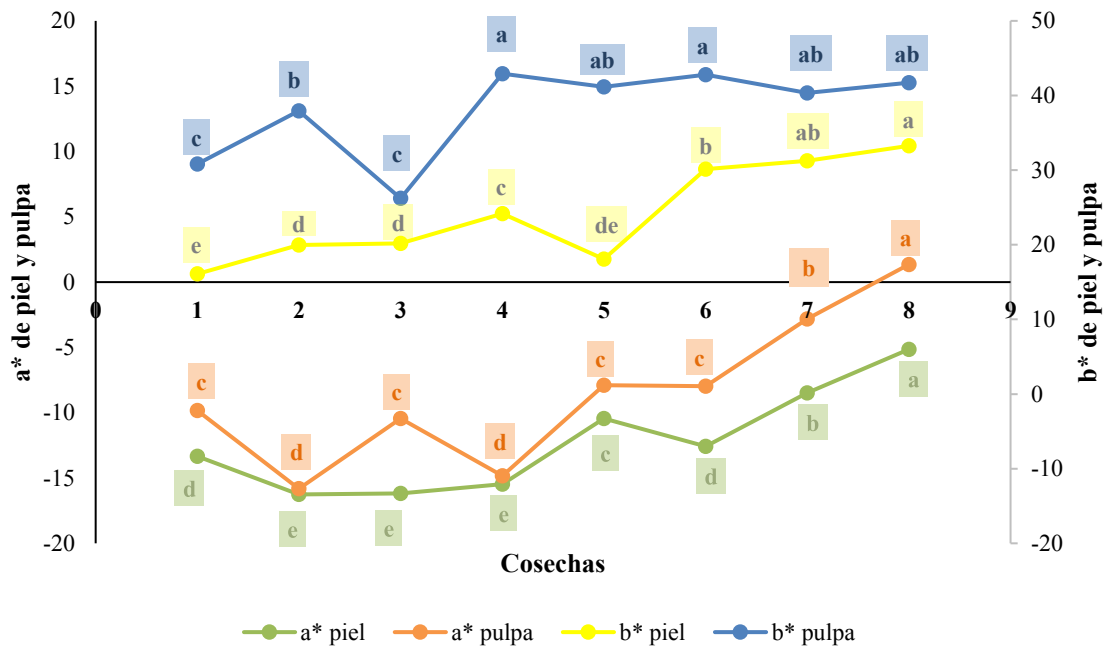 20
15
10
5
0
-5
-10
-15
-20
a* de piel y pulpa
50
40
30
20
10
0
-10
-20
b* de piel y pulpa
0 1 2 3 4 5 6 7 8 9
Cosechas
c b c a ab a ab ab
e d d c de b ab a
c d c d c c b a
d e e e c d b a
a* piel a* pulpa b* piel b* pulpa